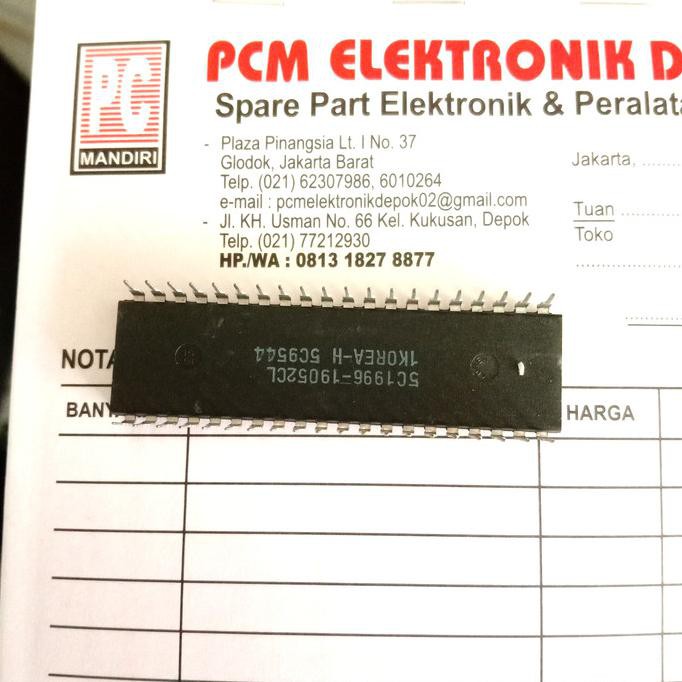 PC
MANDIRI
PCM ELEKTRONIK D
Spare Part Elektronik & Peralata
- Plaza Pinangsia Lt. I No. 37
Glodok, Jakarta Barat
Telp. (021) 62307986, 6010264
e-mail : pcmelektronikdepok02@gmail.com
- Jl. KH. Usman No. 66 Kel. Kukusan, Depok
Telp. (021) 77212930
HP./WA : 0813 1827 8877
Jakarta, ........
Tuan ............
Toko
................
5C1996-19052CL
1KOREA-H 5C9544
NOTA
BANY
HARGA